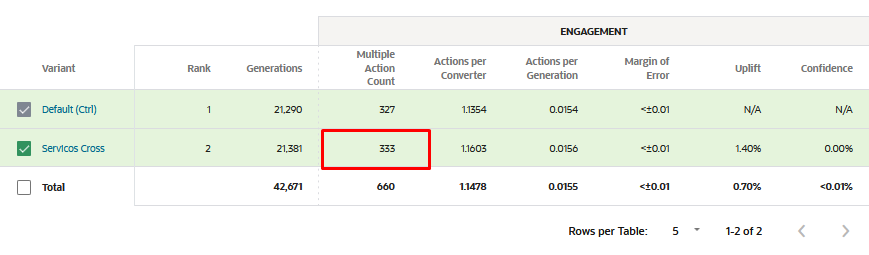 ENGAGEMENT
Variant Rank Generations Multiple Action Count Actions per Converter Actions per Generation Margin of Error Uplift Confidence
Default (Ctrl) 1 21,290 327 1.1354 0.0154 <±0.01 N/A N/A
Servicos Cross 2 21,381 333 1.1603 0.0156 <±0.01 1.40% 0.00%
Total 42,671 660 1.1478 0.0155 <±0.01 0.70% <0.01%
Rows per Table: 5 1-2 of 2